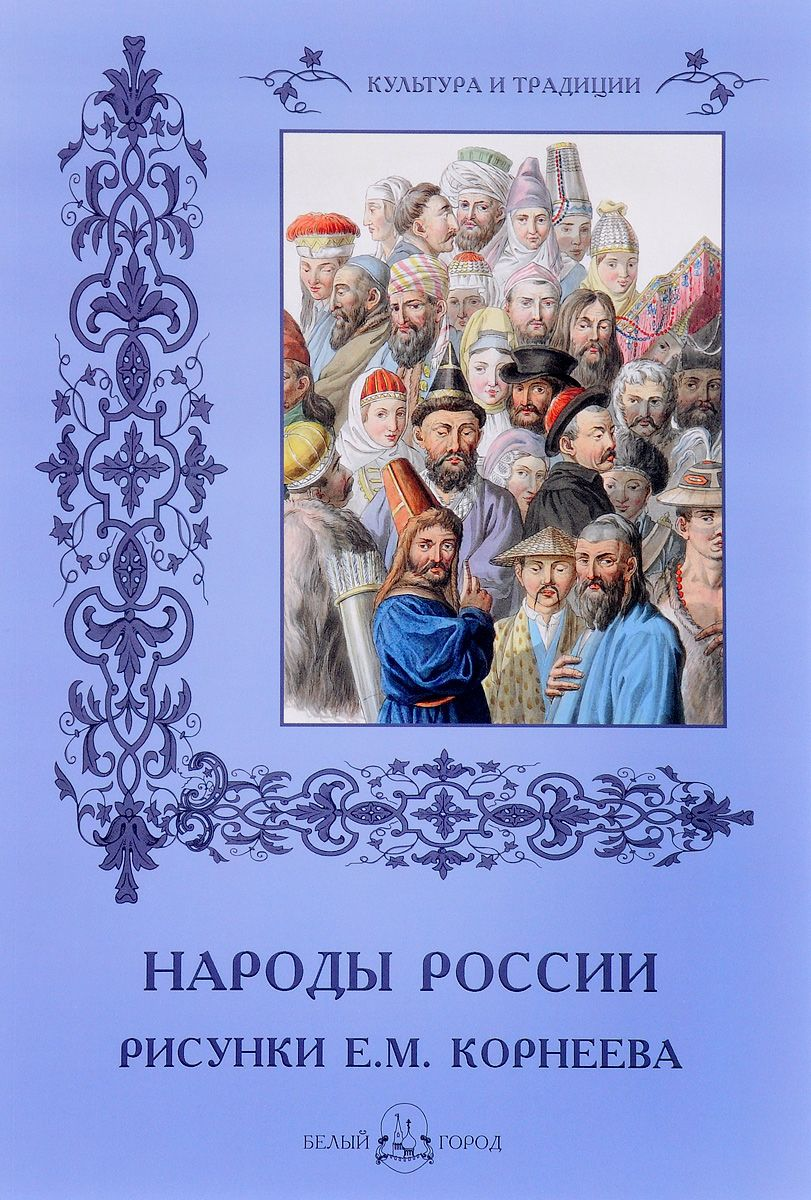 КУЛЬТУРА И ТРАДИЦИИ
НАРОДЫ РОССИИ
РИСУНКИ Е.М. КОРНЕЕВА
БЕЛЫЙ ГОРОД